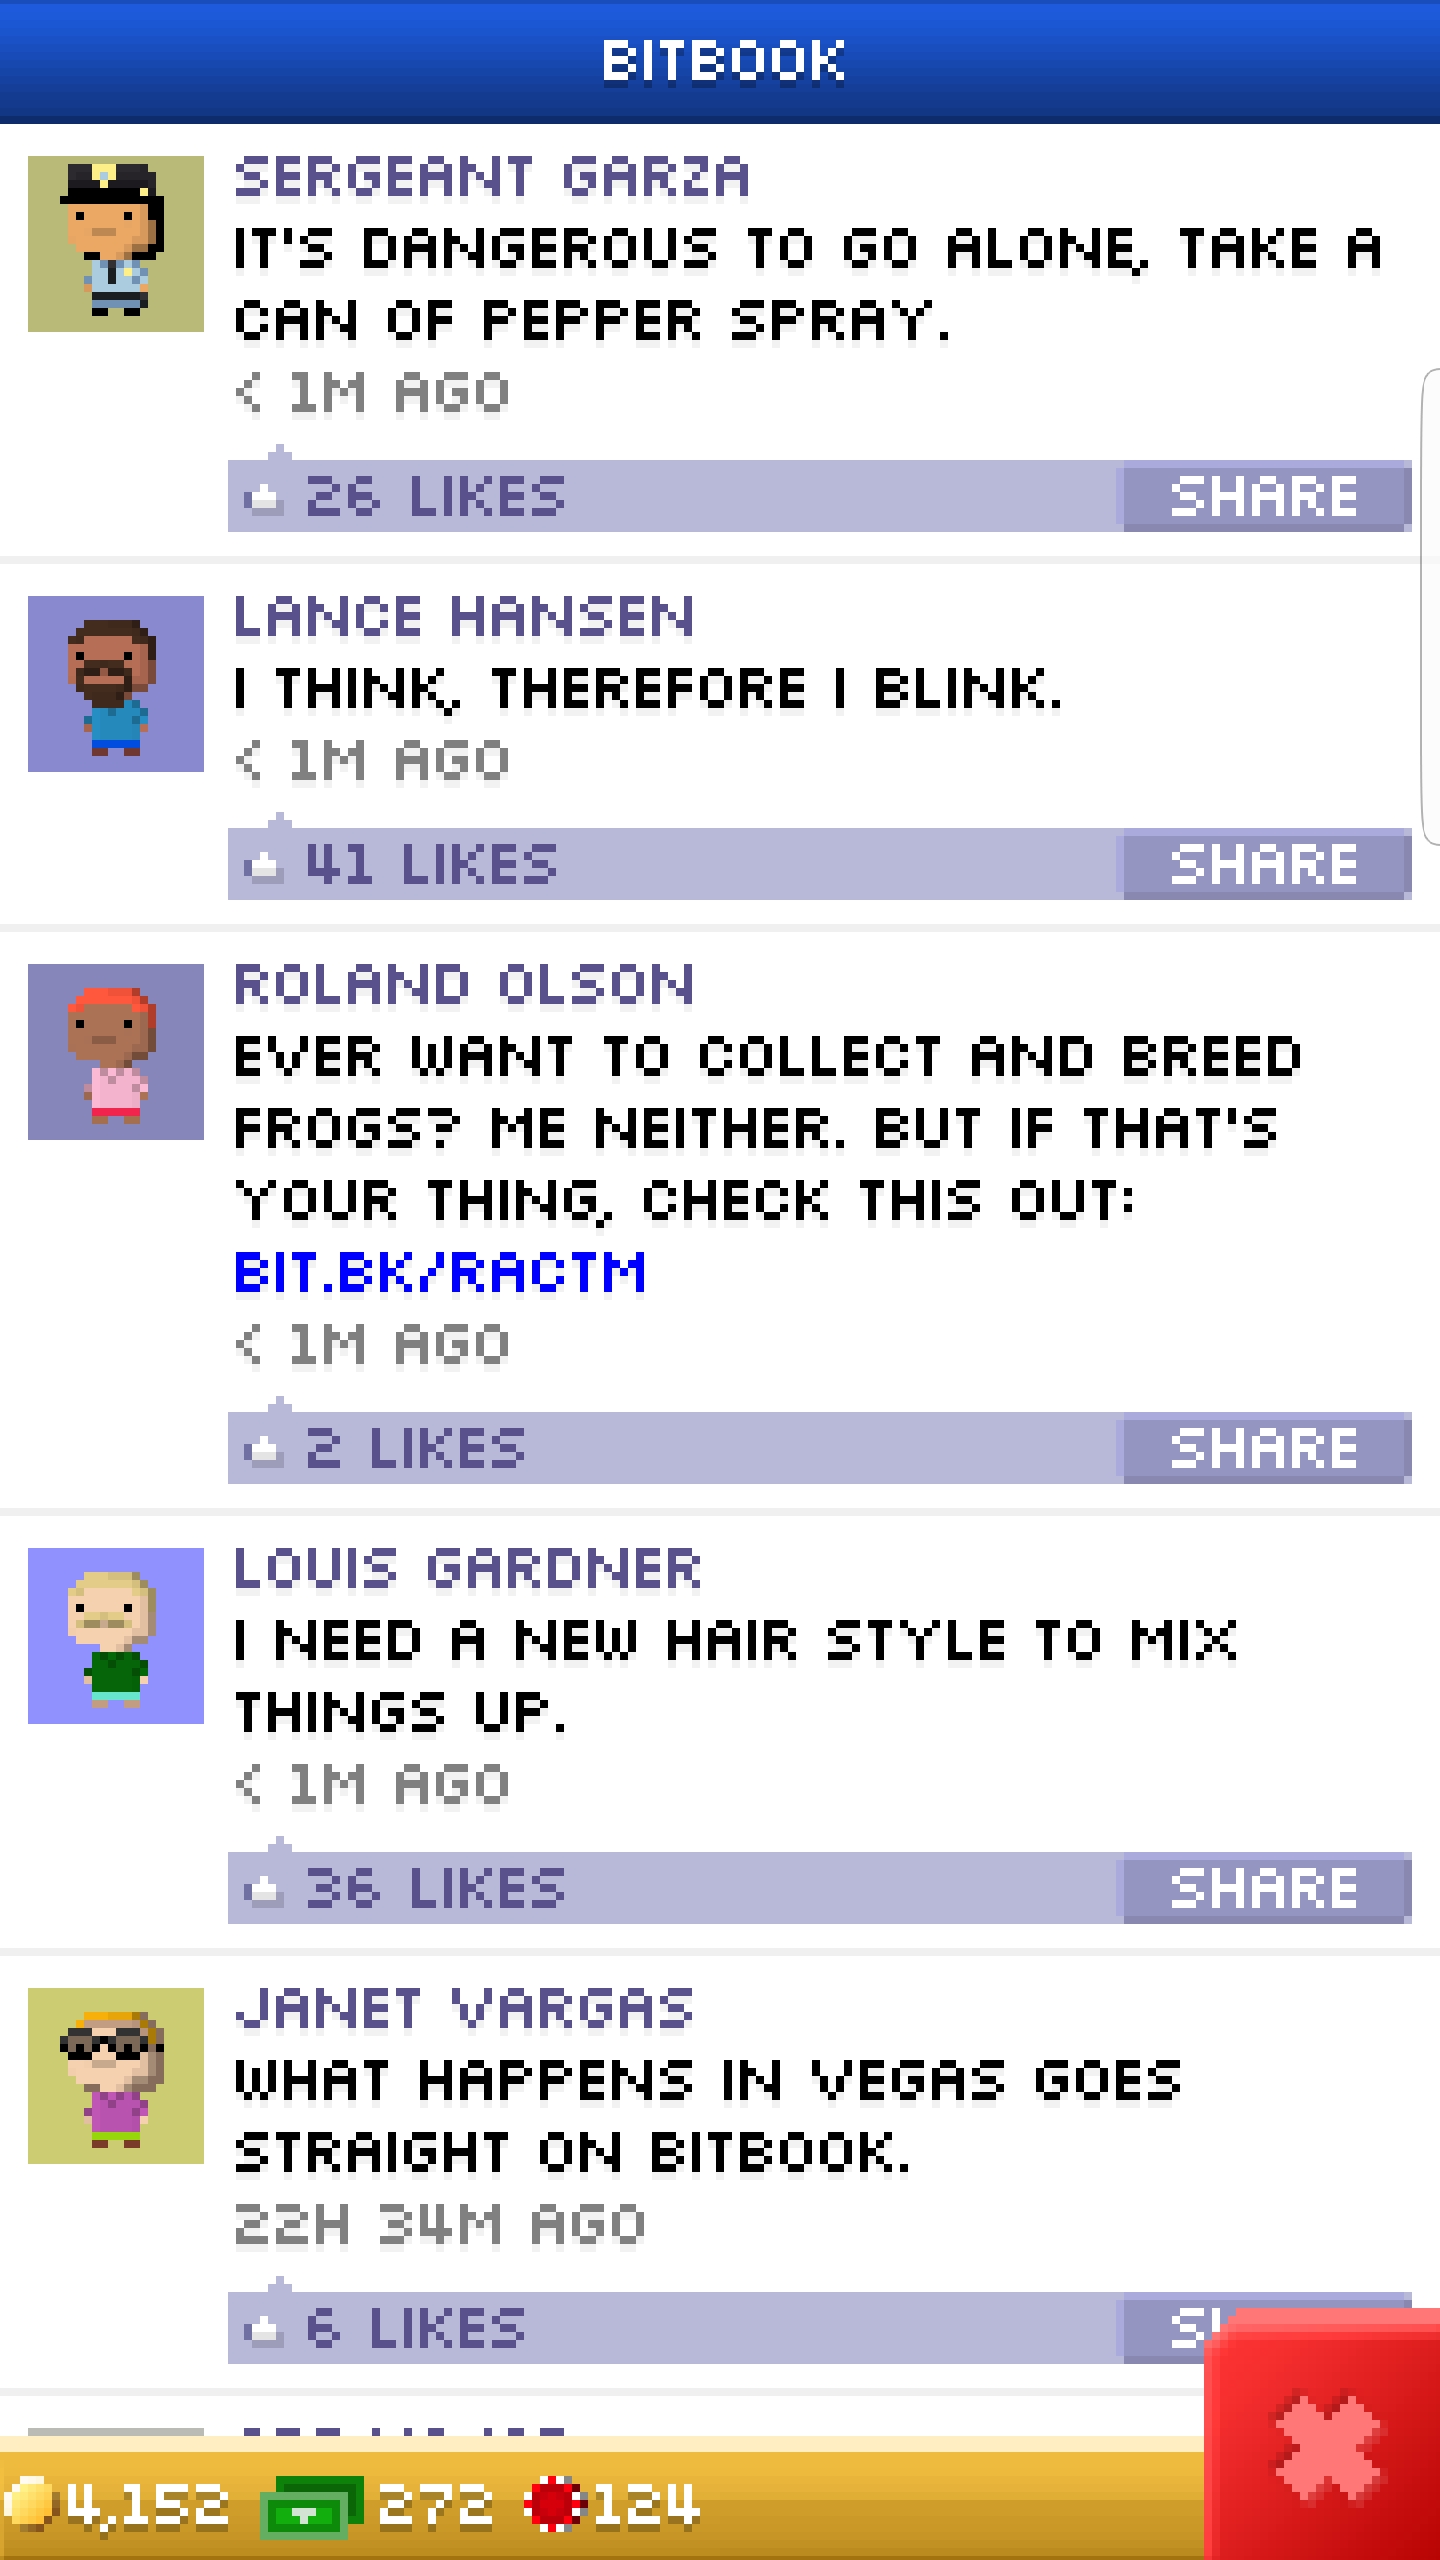 BITBOOK
SERGEANT GARZA
IT'S DANGEROUS TO GO ALONE, TAKE A
CAN OF PEPPER SPRAY.
< 1M AGO
26 LIKES
SHARE
LANCE HANSEN
I THINK, THEREFORE I BLINK.
< 1M AGO
41 LIKES
SHARE
ROLAND OLSON
EVER WANT TO COLLECT AND BREED
FROGS? ME NEITHER. BUT IF THAT'S
YOUR THING, CHECK THIS OUT:
BIT.BK/RACTM
< 1M AGO
2 LIKES
SHARE
LOUIS GARDNER
I NEED A NEW HAIR STYLE TO MIX
THINGS UP.
< 1M AGO
36 LIKES
SHARE
JANET VARGAS
WHAT HAPPENS IN VEGAS GOES
STRAIGHT ON BITBOOK.
22H 34M AGO
6 LIKES
4,152 272 124